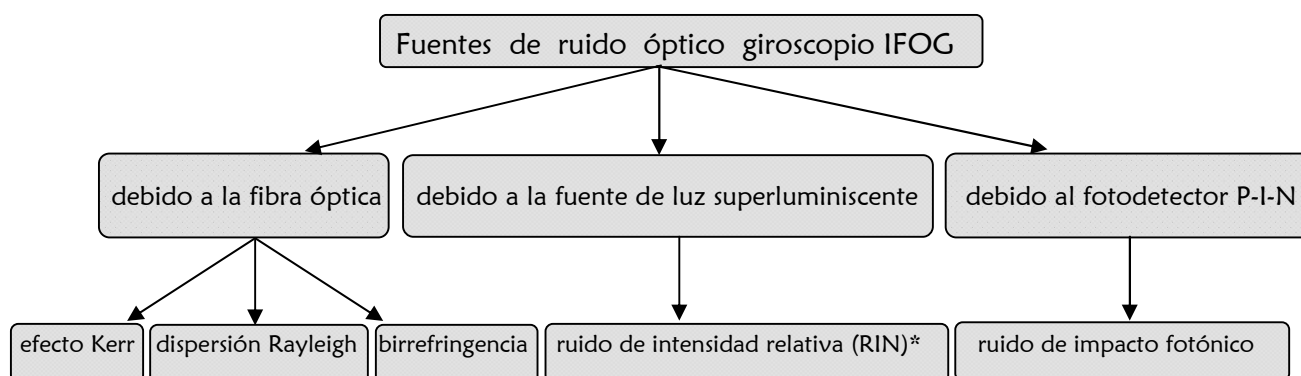 Fuentes de ruido óptico giroscopio IFOG
debido a la fibra óptica
debido a la fuente de luz superluminiscente
debido al fotodetector P-I-N
efecto Kerr
dispersión Rayleigh
birrefringencia
ruido de intensidad relativa (RIN)*
ruido de impacto fotónico